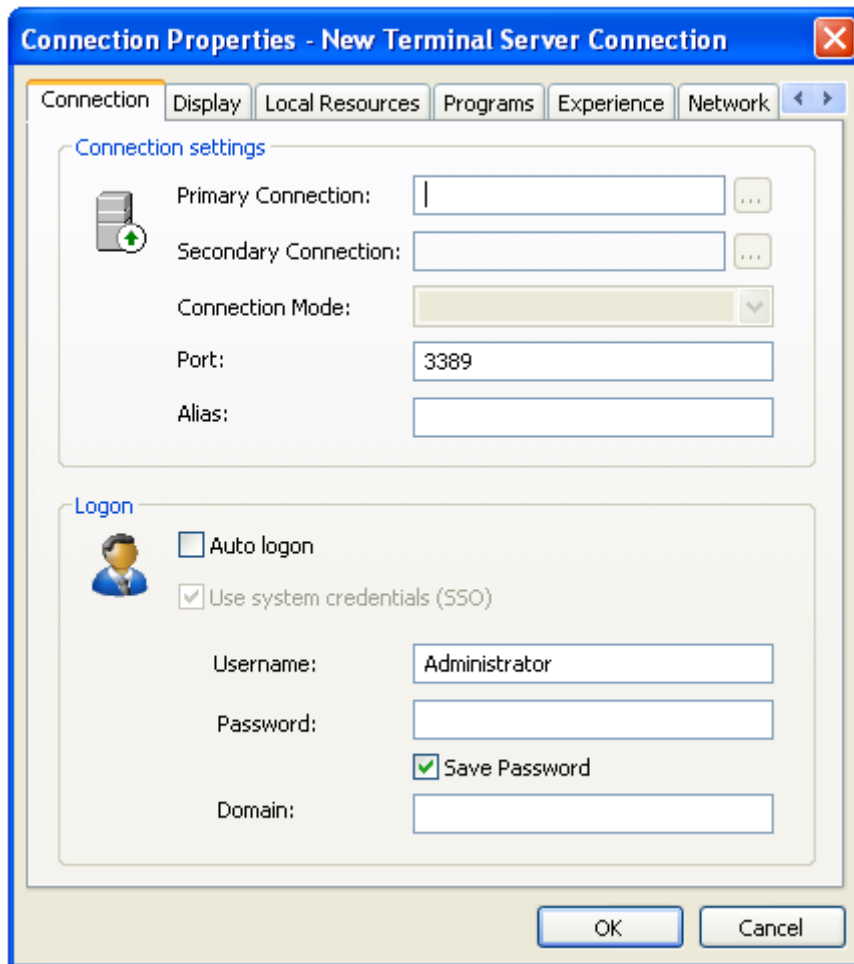 Connection Properties - New Terminal Server Connection
Connection Display Local Resources Programs Experience Network
Connection settings
Primary Connection: ...
Secondary Connection: ...
Connection Mode:
Port: 3389
Alias:
Logon
Auto logon
Use system credentials (SSO)
Username: Administrator
Password:
Save Password
Domain:
OK Cancel